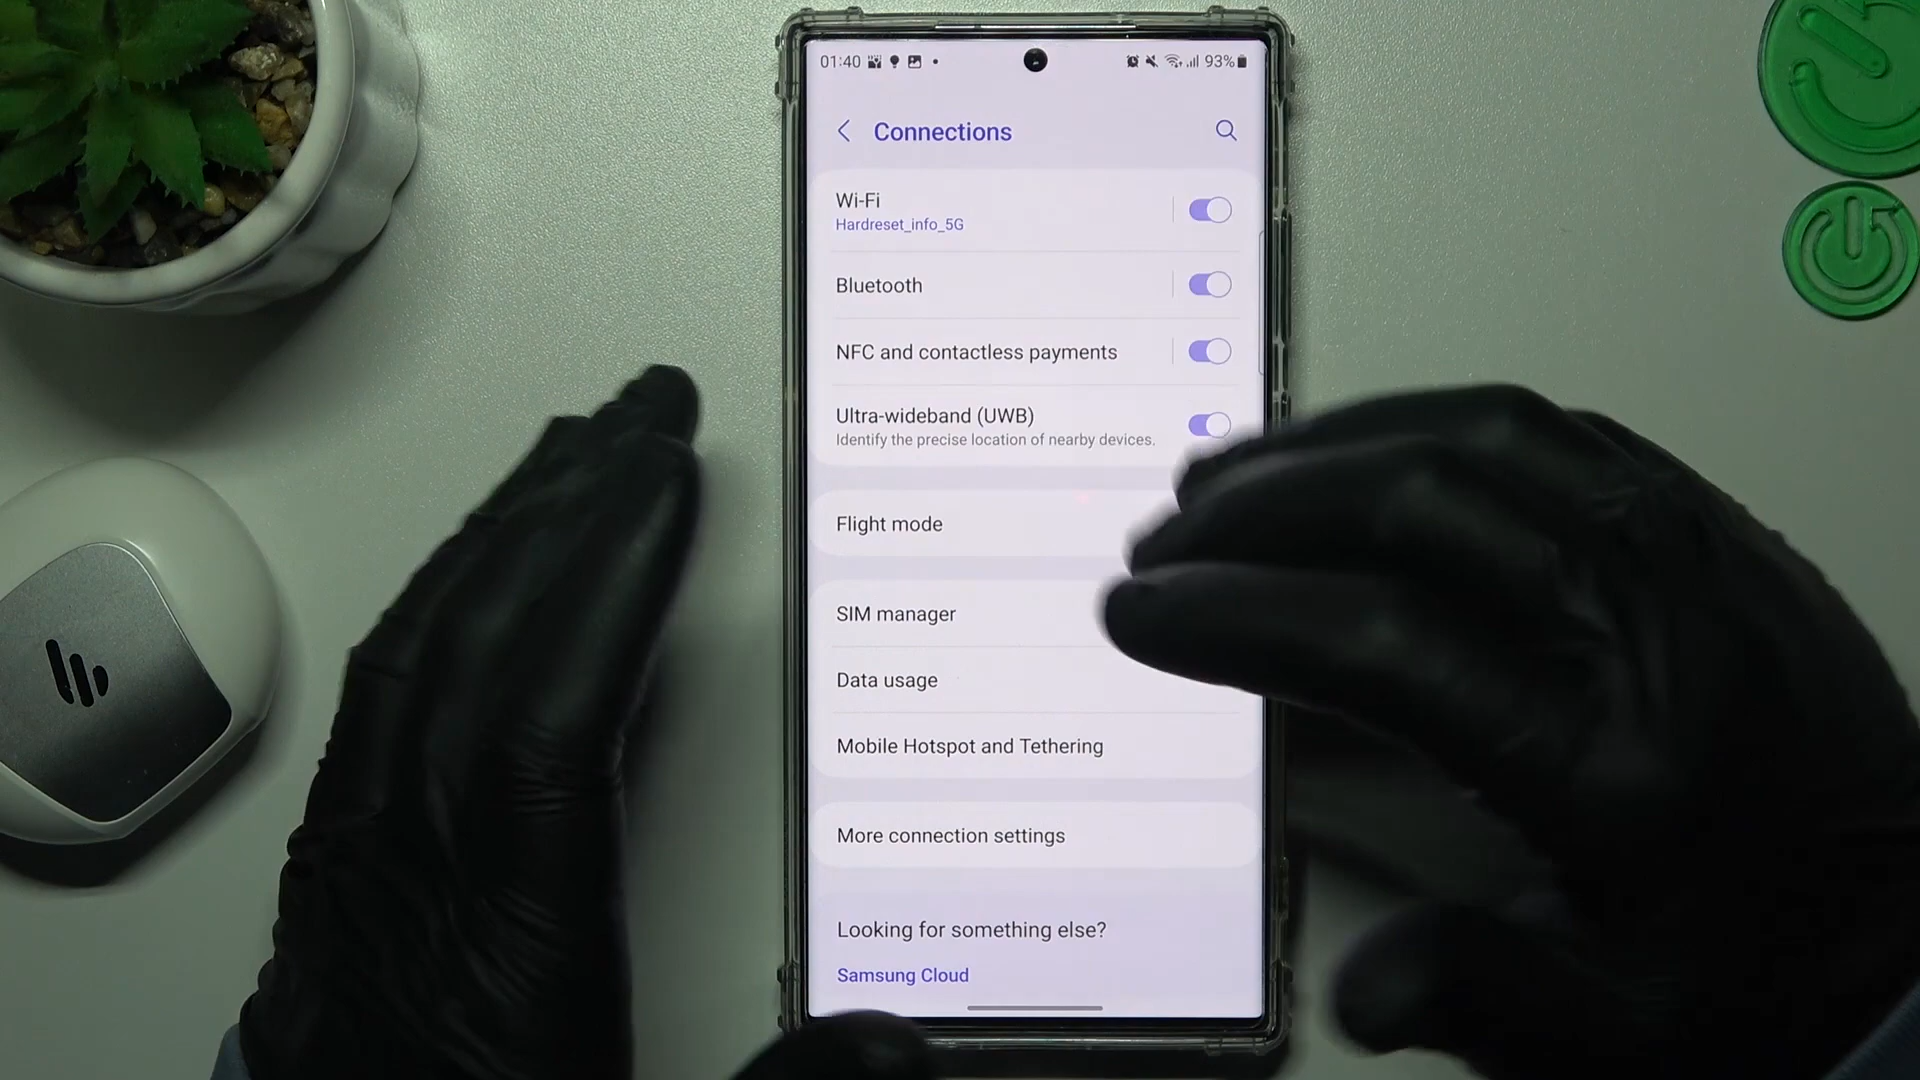 01:40
93%
Connections
Wi-Fi
Hardreset_info_5G
Bluetooth
NFC and contactless payments
Ultra-wideband (UWB)
Identify the precise location of nearby devices.
Flight mode
SIM manager
Data usage
Mobile Hotspot and Tethering
More connection settings
Looking for something else?
Samsung Cloud